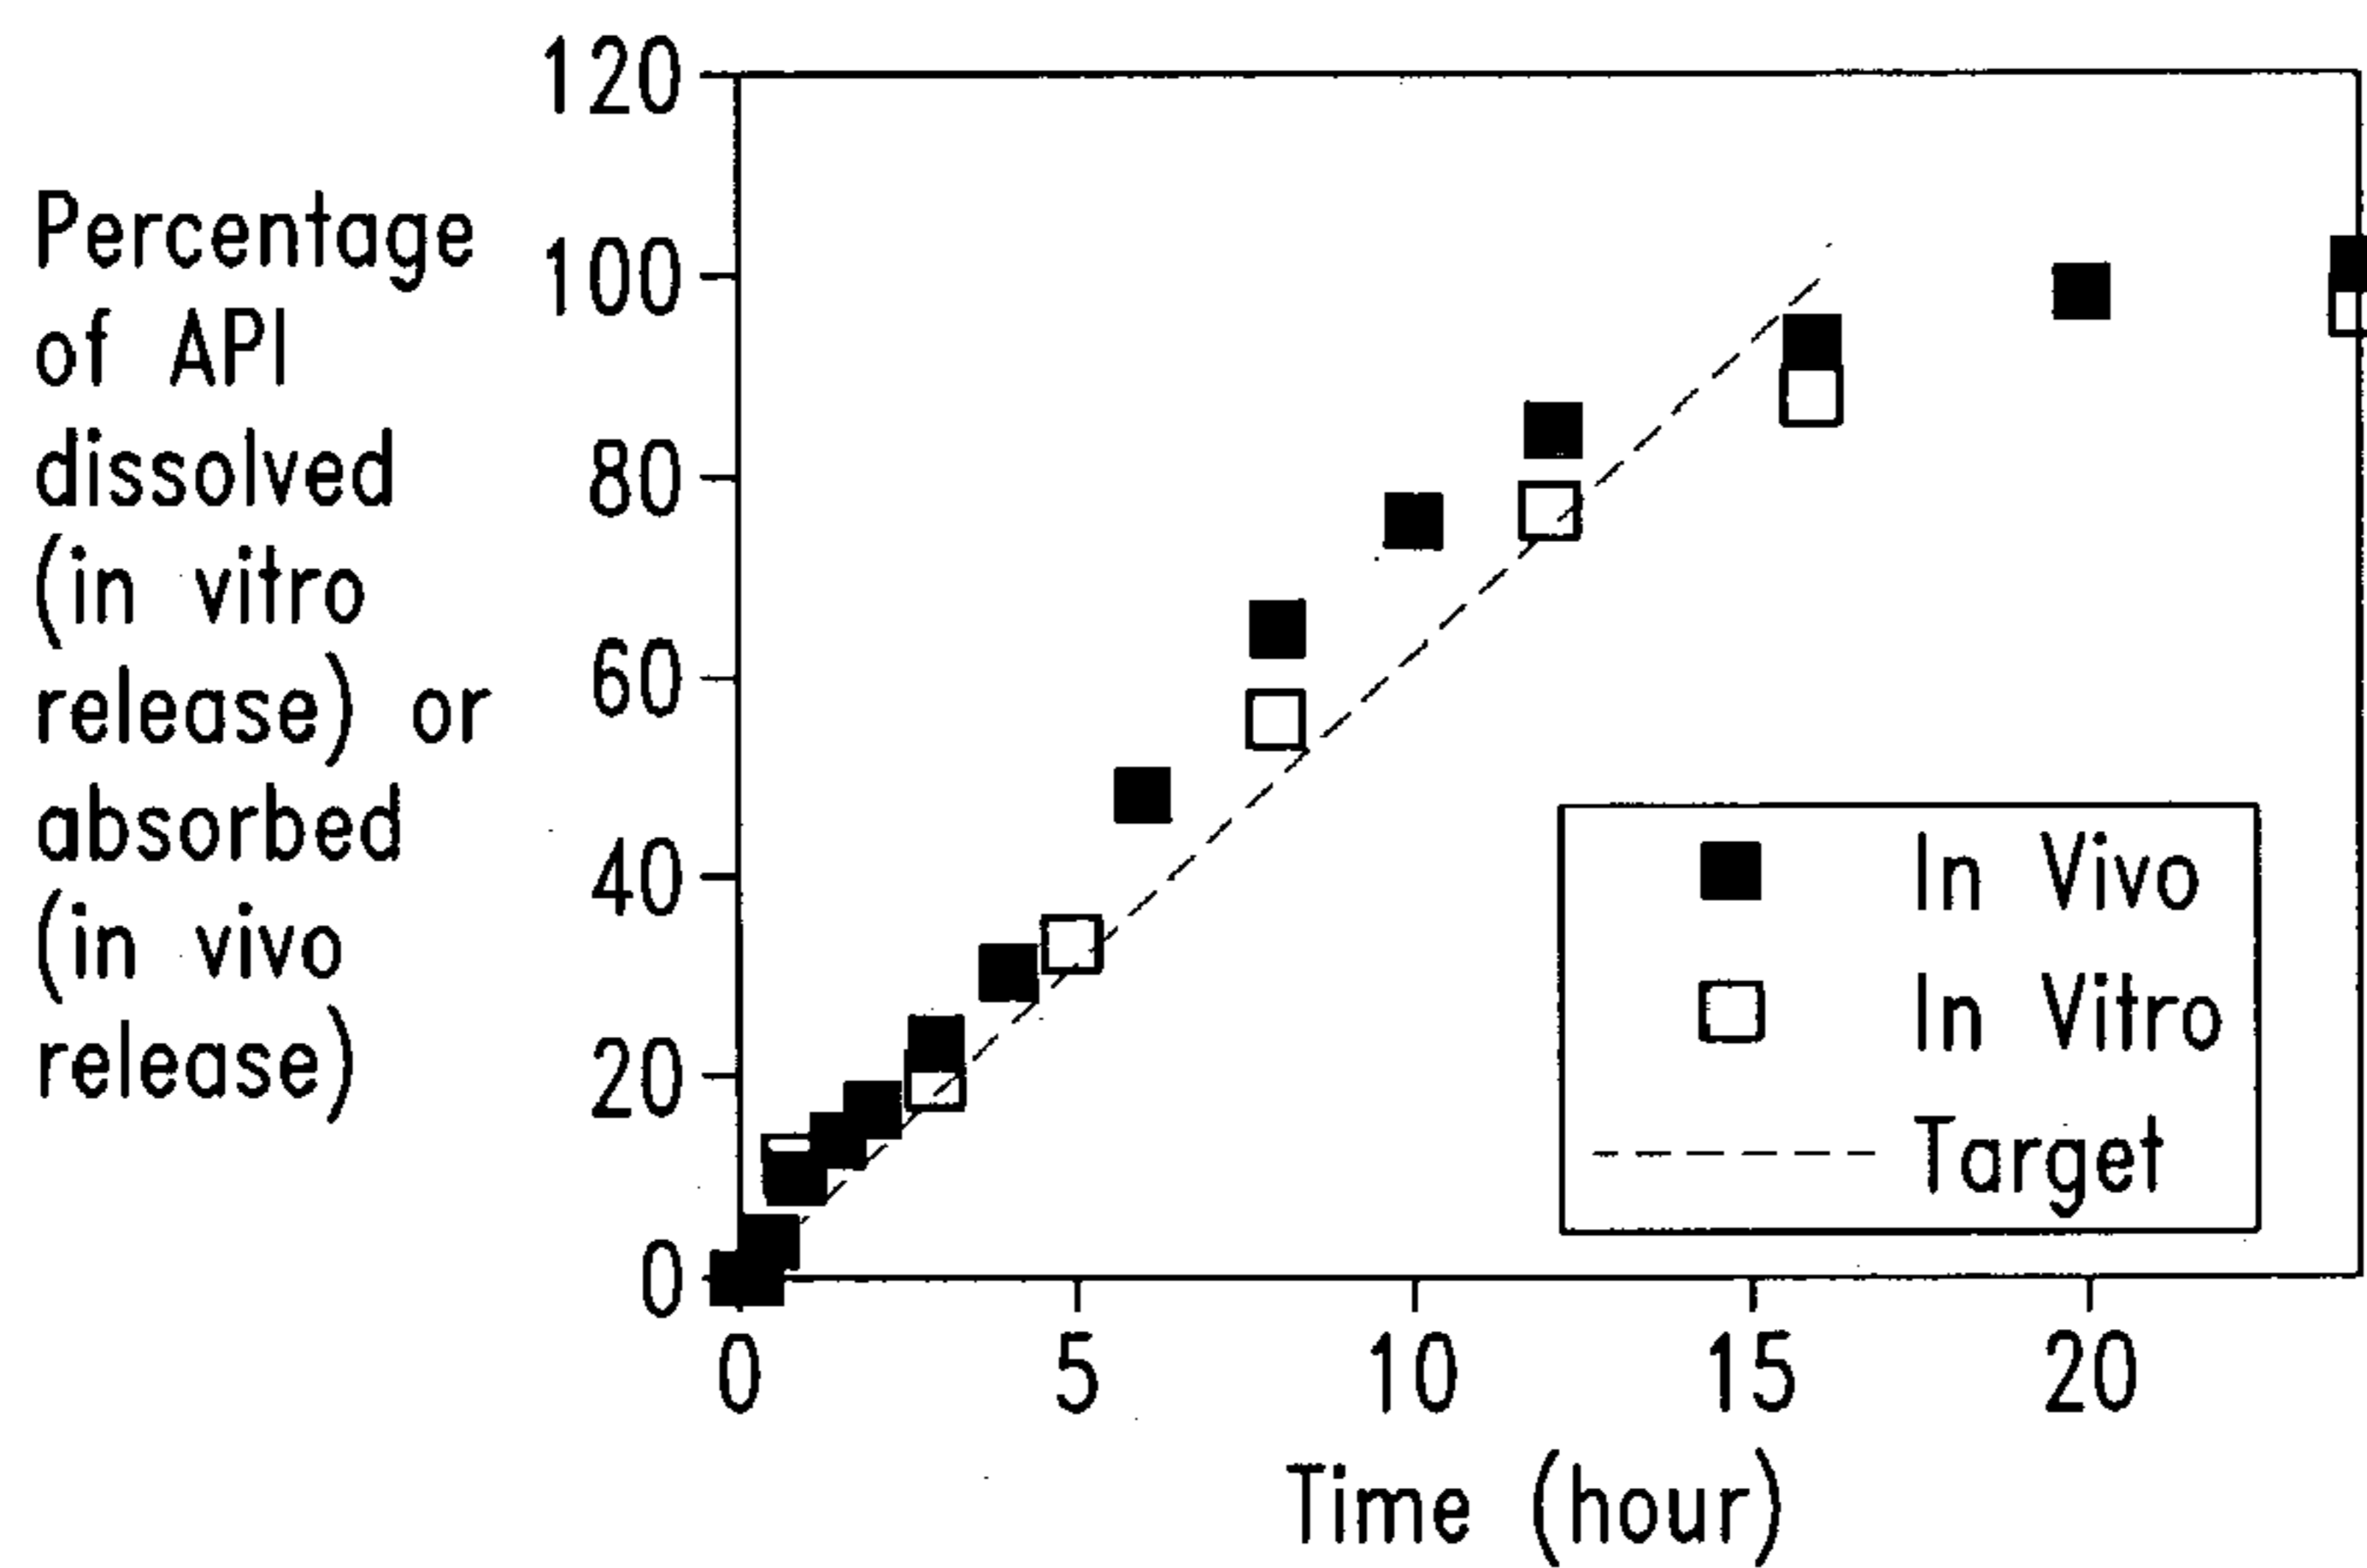 120
100
80
60
40
20
0
Percentage
of API
dissolved
(in vitro
release) or
absorbed
(in vivo
release)
In Vivo
In Vitro
Target
0 5 10 15 20
Time (hour)